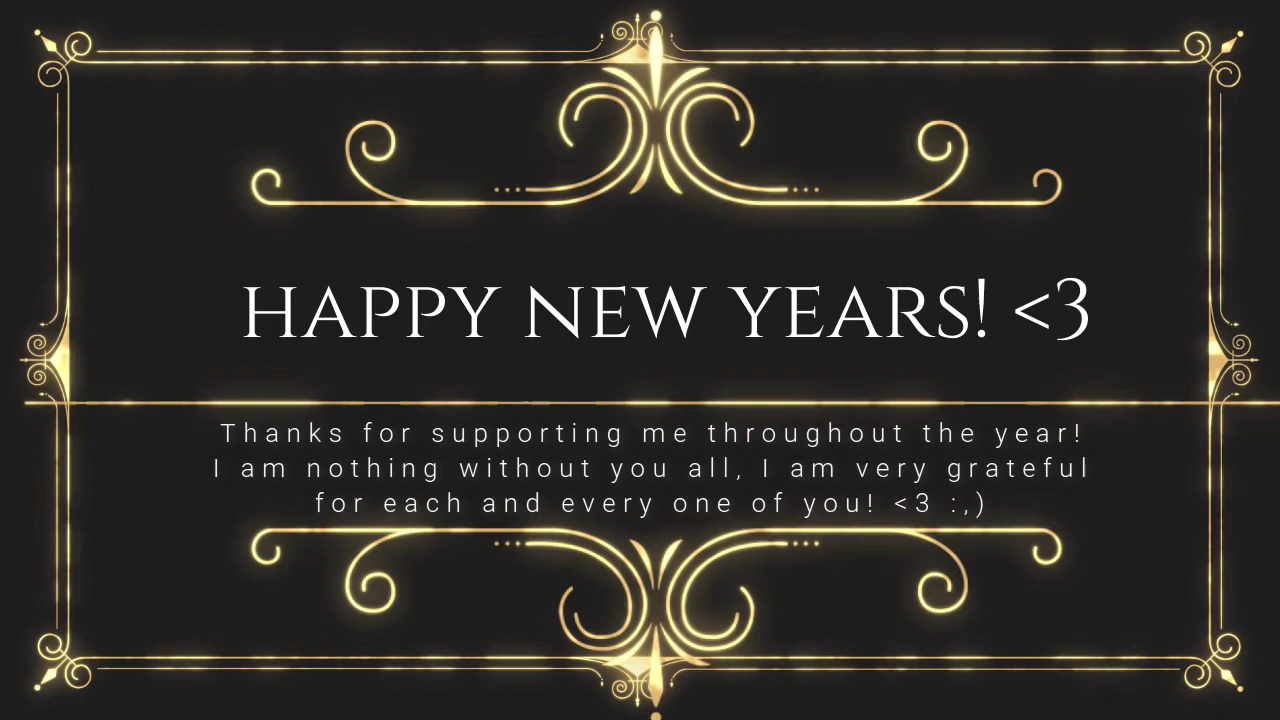 HAPPY NEW YEARS! <3
Thanks for supporting me throughout the year!
I am nothing without you all, I am very grateful
for each and every one of you! <3 :,)